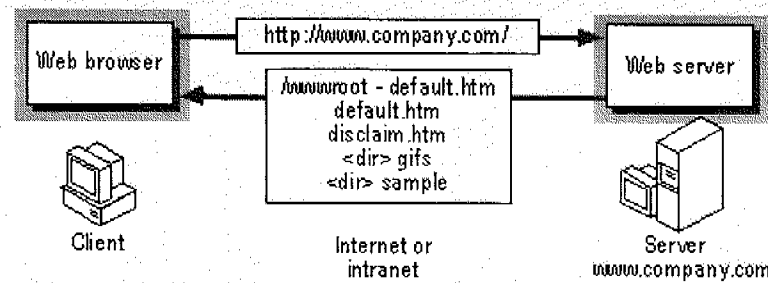 http://www.company.com/
Web browser
Web server
/wwwroot - default.htm
default.htm
disclaim.htm
<dir> gifs
<dir> sample
Client
Internet or
intranet
Server
www.company.com